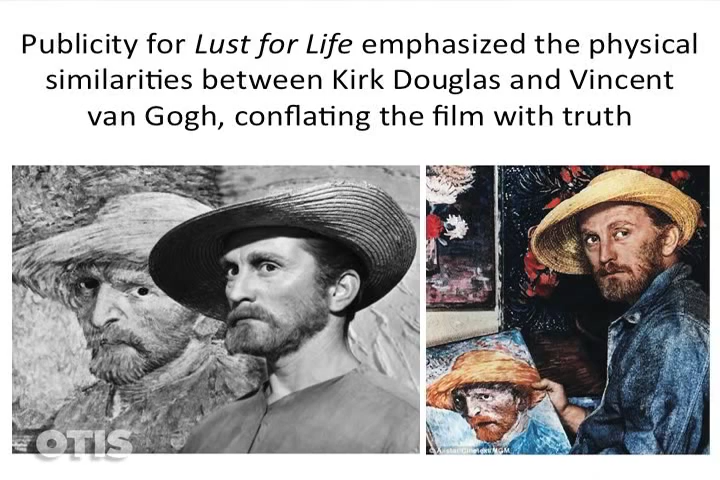 Publicity for Lust for Life emphasized the physical
similarities between Kirk Douglas and Vincent
van Gogh, conflating the film with truth
OTIS